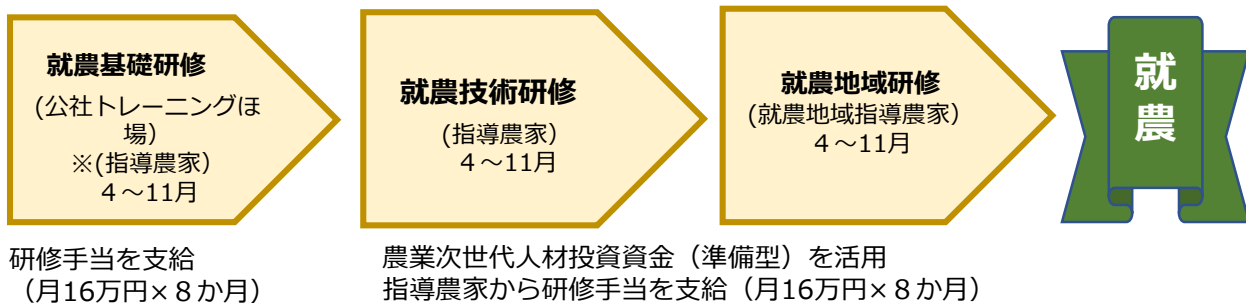 就農基礎研修
(公社トレーニングほ
場)
※(指導農家)
４～11月
就農技術研修
(指導農家)
４～11月
就農地域研修
(就農地域指導農家)
４～11月
就
農
研修手当を支給
（月16万円×８か月）
農業次世代人材投資資金（準備型）を活用
指導農家から研修手当を支給（月16万円×８か月）